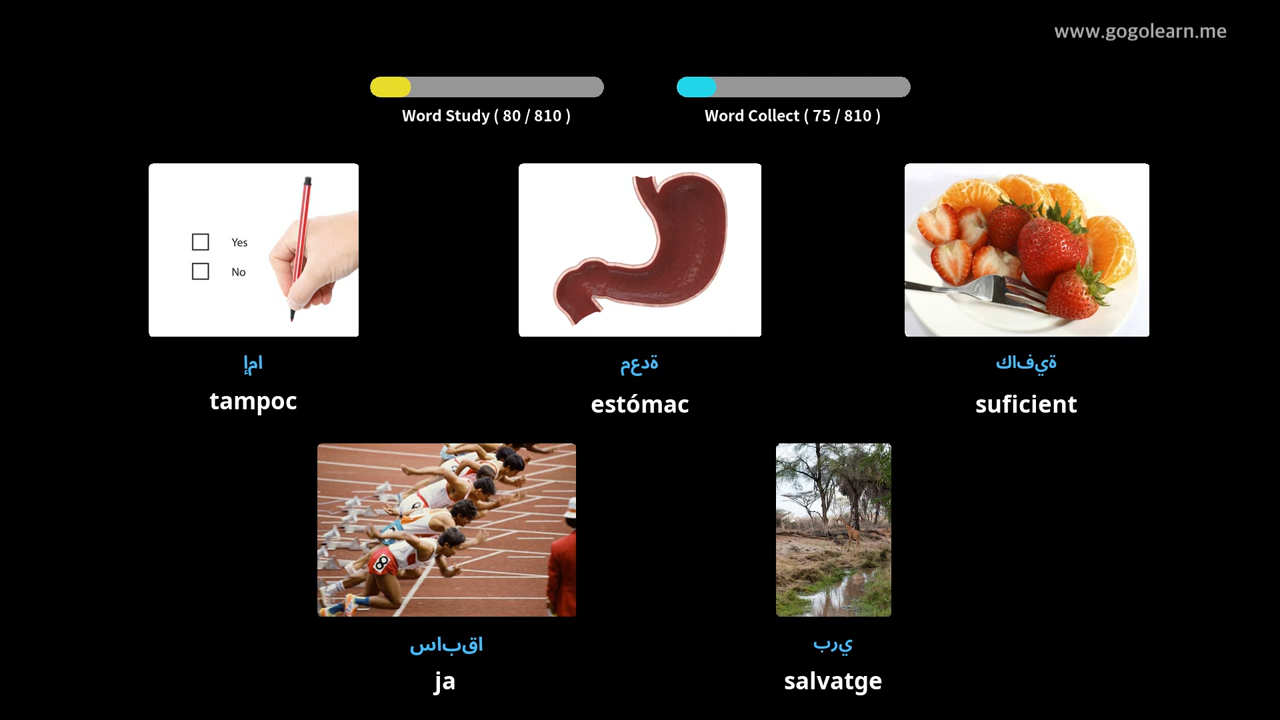 www.gogolearn.me
Word Study ( 80 / 810 )
Word Collect ( 75 / 810 )
Yes
No
امإ
tampoc
ةدعم
estómac
ةيفاك
suficient
اقباس
ja
يرب
salvatge